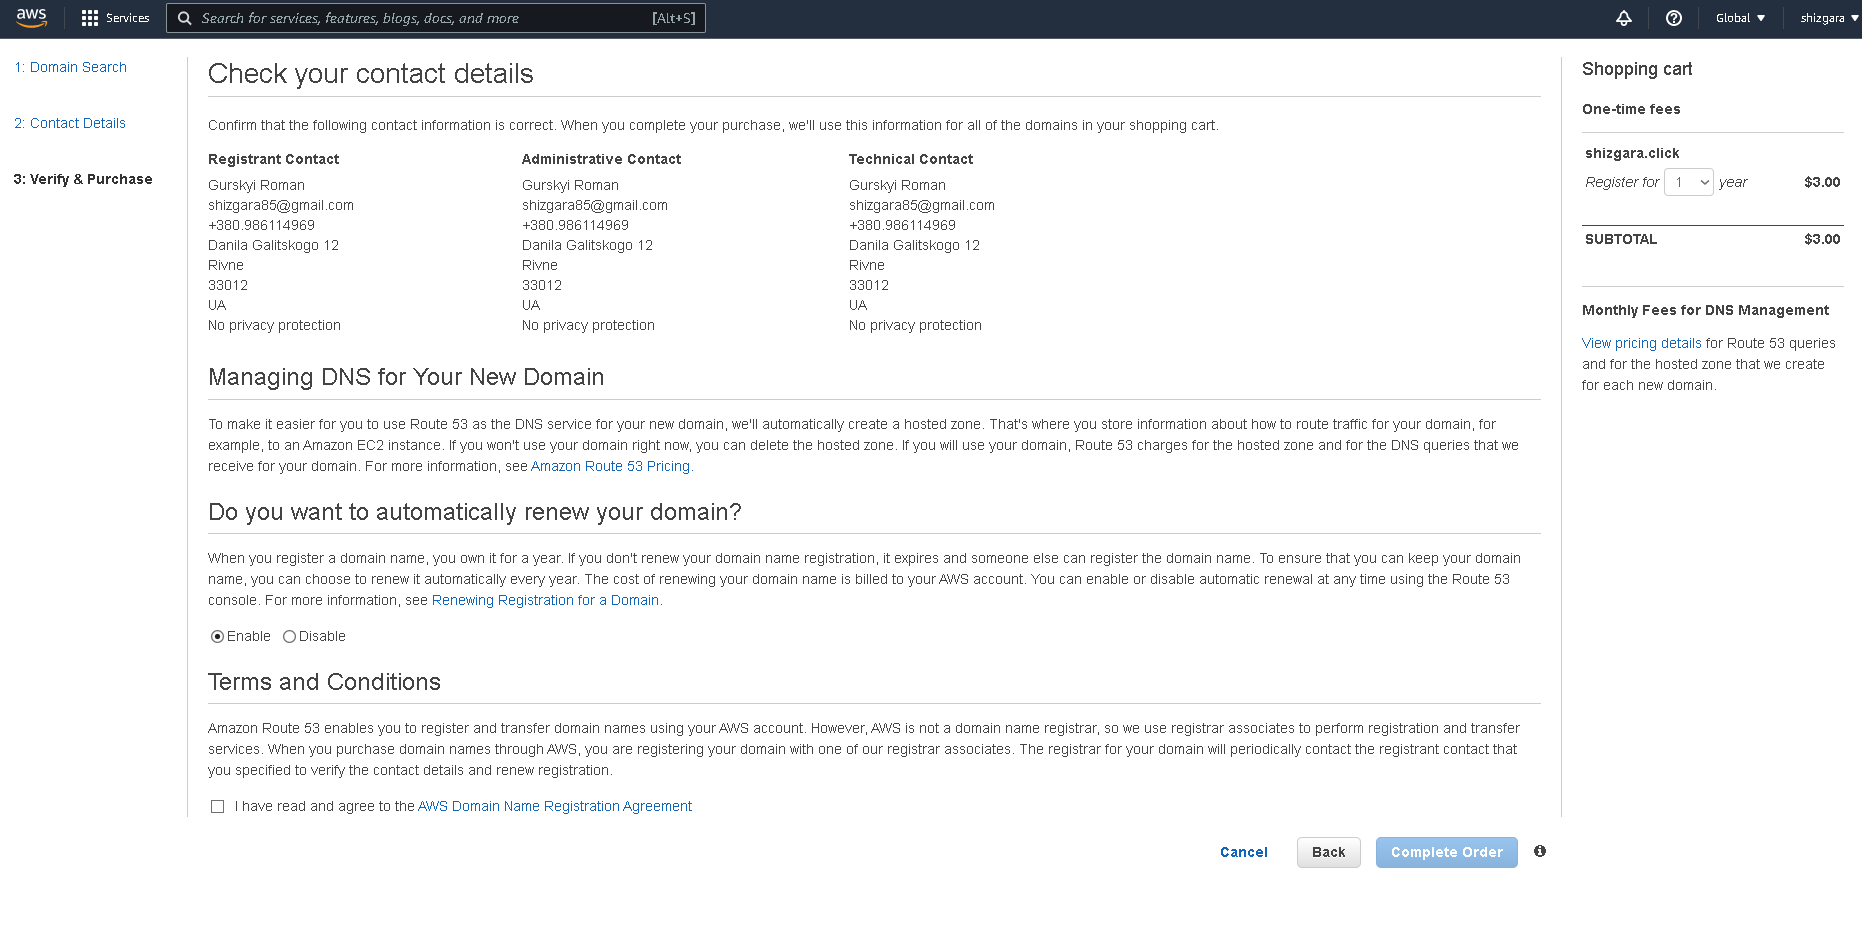 aws
Services
Search for services, features, blogs, docs, and more
[Alt+S]
Global
shizgara
1: Domain Search
2: Contact Details
3: Verify & Purchase
Check your contact details
Confirm that the following contact information is correct. When you complete your purchase, we'll use this information for all of the domains in your shopping cart.
Registrant Contact
Gurskyi Roman
shizgara85@gmail.com
+380.986114969
Danila Galitskogo 12
Rivne
33012
UA
No privacy protection
Administrative Contact
Gurskyi Roman
shizgara85@gmail.com
+380.986114969
Danila Galitskogo 12
Rivne
33012
UA
No privacy protection
Technical Contact
Gurskyi Roman
shizgara85@gmail.com
+380.986114969
Danila Galitskogo 12
Rivne
33012
UA
No privacy protection
Managing DNS for Your New Domain
To make it easier for you to use Route 53 as the DNS service for your new domain, we'll automatically create a hosted zone. That's where you store information about how to route traffic for your domain, for
example, to an Amazon EC2 instance. If you won't use your domain right now, you can delete the hosted zone. If you will use your domain, Route 53 charges for the hosted zone and for the DNS queries that we
receive for your domain. For more information, see Amazon Route 53 Pricing.
Do you want to automatically renew your domain?
When you register a domain name, you own it for a year. If you don't renew your domain name registration, it expires and someone else can register the domain name. To ensure that you can keep your domain
name, you can choose to renew it automatically every year. The cost of renewing your domain name is billed to your AWS account. You can enable or disable automatic renewal at any time using the Route 53
console. For more information, see Renewing Registration for a Domain.
Enable
Disable
Terms and Conditions
Amazon Route 53 enables you to register and transfer domain names using your AWS account. However, AWS is not a domain name registrar, so we use registrar associates to perform registration and transfer
services. When you purchase domain names through AWS, you are registering your domain with one of our registrar associates. The registrar for your domain will periodically contact the registrant contact that
you specified to verify the contact details and renew registration.
I have read and agree to the AWS Domain Name Registration Agreement
Cancel
Back
Complete Order
Shopping cart
One-time fees
shizgara.click
Register for 1 year $3.00
SUBTOTAL $3.00
Monthly Fees for DNS Management
View pricing details for Route 53 queries
and for the hosted zone that we create
for each new domain.